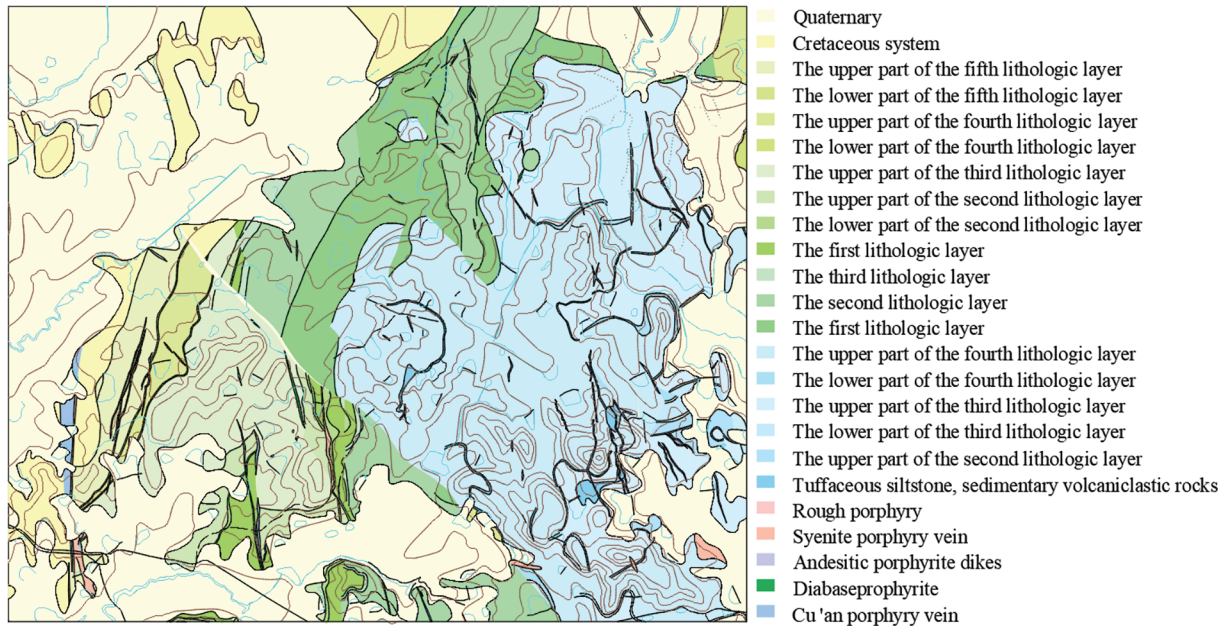 Quaternary
Cretaceous system
The upper part of the fifth lithologic layer
The lower part of the fifth lithologic layer
The upper part of the fourth lithologic layer
The lower part of the fourth lithologic layer
The upper part of the third lithologic layer
The upper part of the second lithologic layer
The lower part of the second lithologic layer
The first lithologic layer
The third lithologic layer
The second lithologic layer
The first lithologic layer
The upper part of the fourth lithologic layer
The lower part of the fourth lithologic layer
The upper part of the third lithologic layer
The lower part of the third lithologic layer
The upper part of the second lithologic layer
Tuffaceous siltstone, sedimentary volcaniclastic rocks
Rough porphyry
Syenite porphyry vein
Andesitic porphyrite dikes
Diabaseprophyrite
Cu 'an porphyry vein